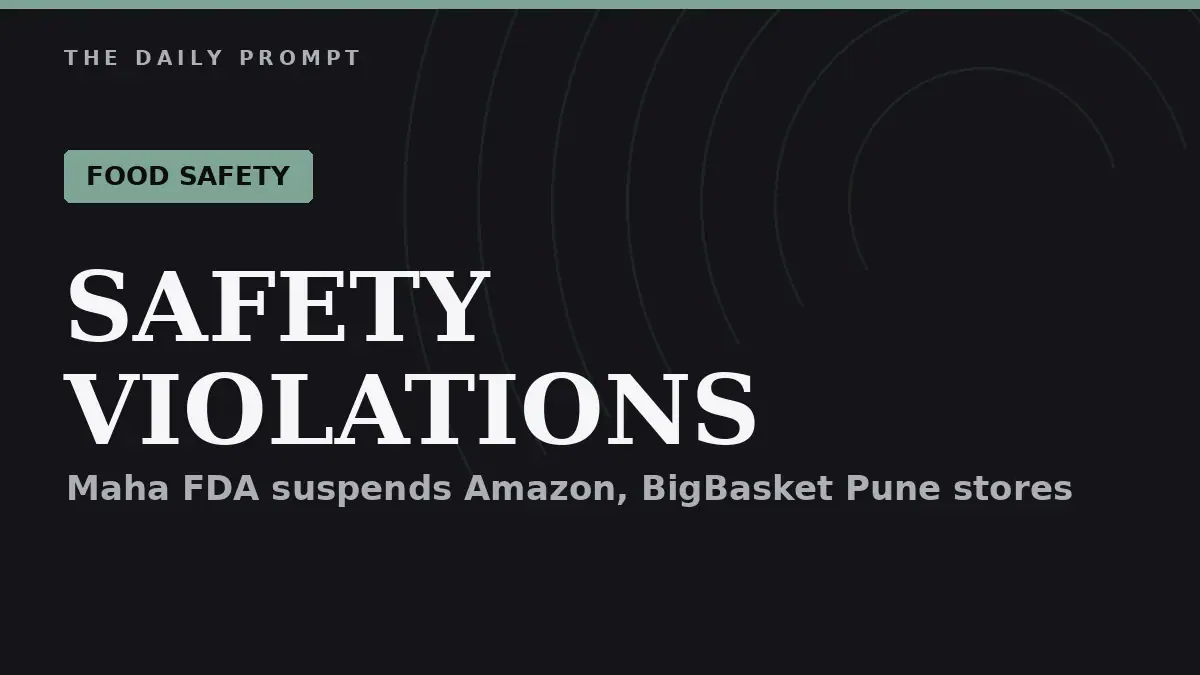 THE DAILY PROMPT
FOOD SAFETY
SAFETY
VIOLATIONS
Maha FDA suspends Amazon, BigBasket Pune stores